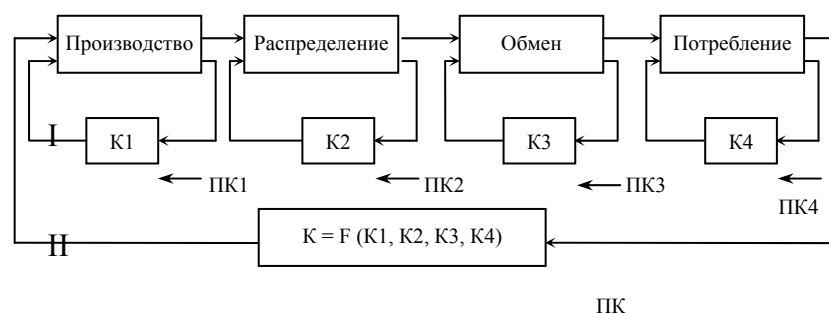 Производство
Распределение
Обмен
Потребление
I
К1
К2
К3
К4
ПК1
ПК2
ПК3
ПК4
II
К = F (К1, К2, К3, К4)
ПК